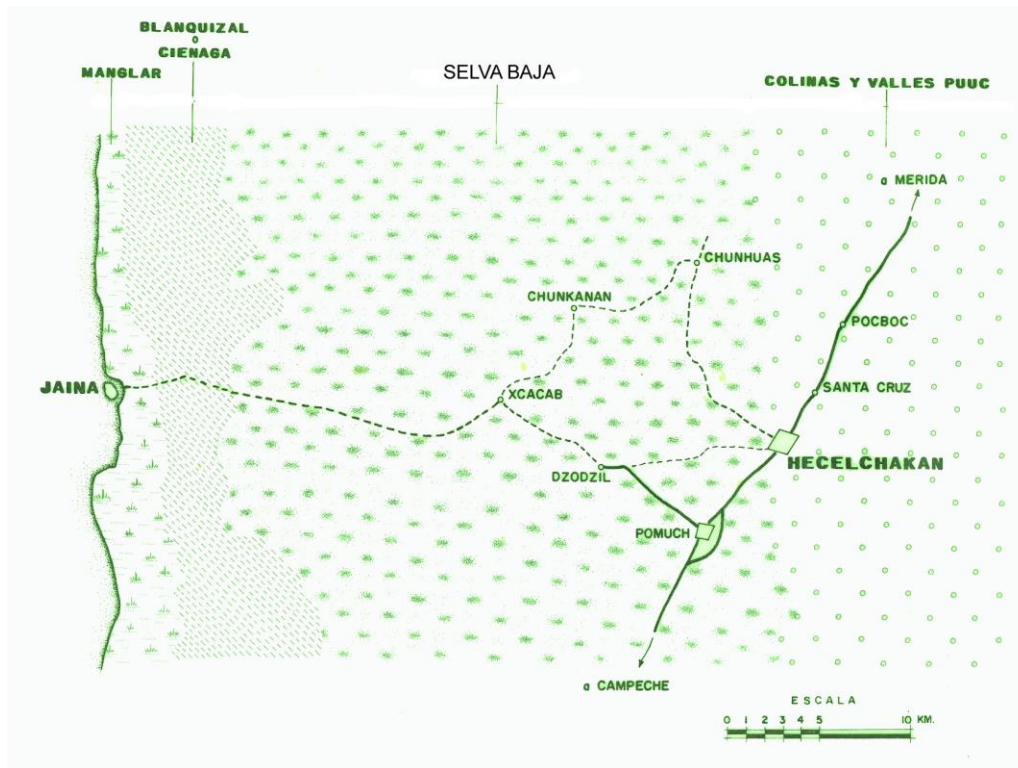 BLANQUIZAL
o
CIENAGA
MANGLAR
SELVA BAJA
COLINAS Y VALLES PUUC
a MERIDA
CHUNHUAS
CHUNKANAN
POCBOC
JAINA
XCACAB
SANTA CRUZ
HECELCHAKAN
DZODZIL
POMUCH
a CAMPECHE
ESCALA
0 1 2 3 4 5 10 KM.